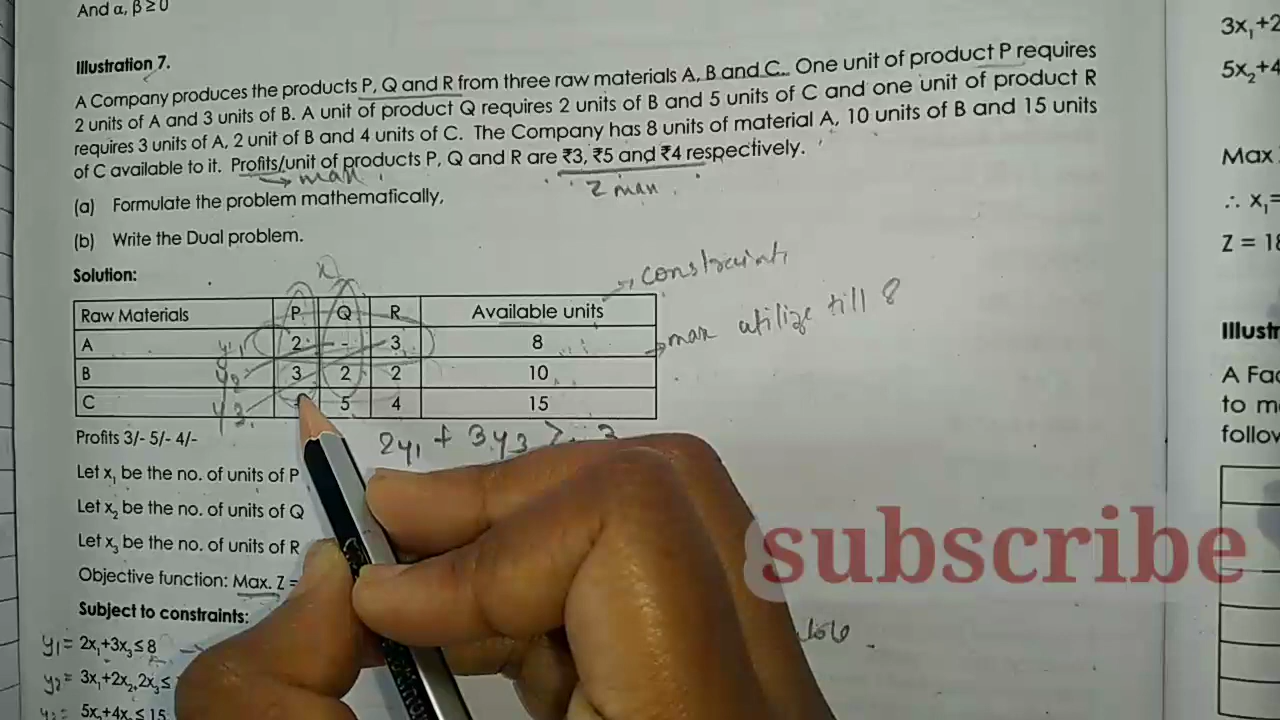 And α, β ≥ 0
Illustration 7.
A Company produces the products P, Q and R from three raw materials A, B and C. One unit of product P requires
2 units of A and 3 units of B. A unit of product Q requires 2 units of B and 5 units of C and one unit of product R
requires 3 units of A, 2 unit of B and 4 units of C. The Company has 8 units of material A, 10 units of B and 15 units
of C available to it. Profits/unit of products P, Q and R are ₹3, ₹5 and ₹4 respectively.
→ max
Z max
(a) Formulate the problem mathematically,
(b) Write the Dual problem.
Solution:
constraints
Raw Materials P Q R Available units
max utilize till 8
y1 A 2 - 3 8
y2 B 3 2 2 10
y3 C 5 4 15
Profits 3/- 5/- 4/-
2y₁ + 3y₃ ≥ 3
Let x₁ be the no. of units of P
Let x₂ be the no. of units of Q
Let x₃ be the no. of units of R
Objective function: Max. Z =
Subject to constraints:
y₁ = 2x₁+3x₃ ≤ 8
y₂ = 3x₁+2x₂+2x₃ ≤
5x₂+4x₃ ≤ 15
3x₁+2
5x₂+4
Max
∴ x₁=
Z = 18
Illustr
A Fac
to m
follov
subscribe